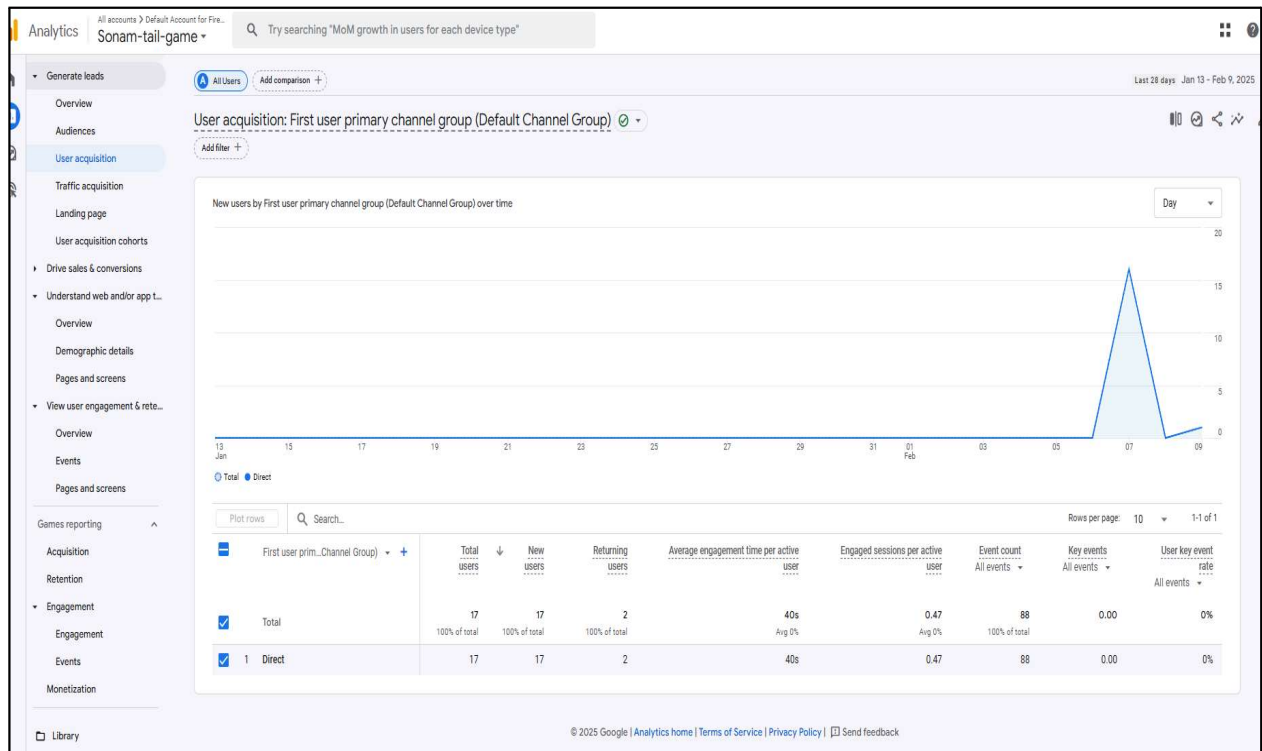 Analytics
All accounts > Default Account for Fire...
Sonam-tail-game
Try searching "MoM growth in users for each device type"
Generate leads
Overview
Audiences
User acquisition
Traffic acquisition
Landing page
User acquisition cohorts
Drive sales & conversions
Understand web and/or app t...
Overview
Demographic details
Pages and screens
View user engagement & rete...
Overview
Events
Pages and screens
Games reporting
Acquisition
Retention
Engagement
Engagement
Events
Monetization
Library
A All Users
Add comparison +
Last 28 days Jan 13 - Feb 9, 2025
User acquisition: First user primary channel group (Default Channel Group)
Add filter +
New users by First user primary channel group (Default Channel Group) over time
Day
20
15
10
5
0
0
13 15 17 19 21 23 25 27 29 31 01 03 05 07 09
Jan Feb
Total Direct
Plot rows
Search...
Rows per page: 10 1-1 of 1
First user prim...Channel Group) +
Total users
New users
Returning users
Average engagement time per active user
Engaged sessions per active user
Event count
All events
Key events
All events
User key event rate
All events
Total 17 17 2 40s 0.47 88 0.00 0%
100% of total 100% of total 100% of total Avg 0% Avg 0% 100% of total
1 Direct 17 17 2 40s 0.47 88 0.00 0%
© 2025 Google | Analytics home | Terms of Service | Privacy Policy | Send feedback